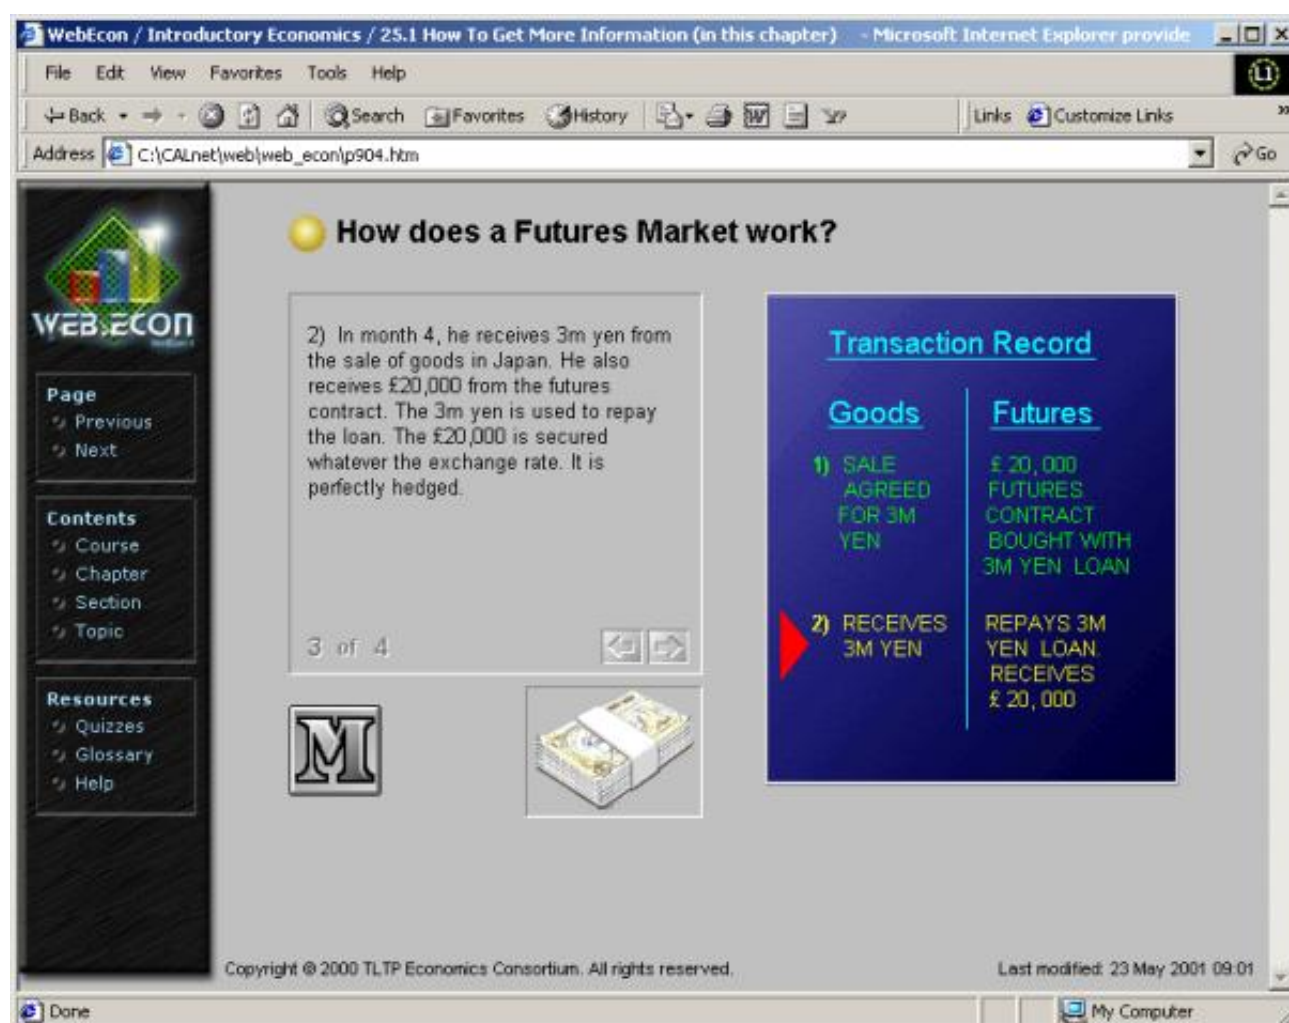 WebEcon / Introductory Economics / 25.1 How To Get More Information (in this chapter) - Microsoft Internet Explorer provide
File Edit View Favorites Tools Help
Back Search Favorites History Links Customize Links
Address C:\CALnet\web\web_econ\p904.htm Go
WEB.ECON
Page
Previous
Next
Contents
Course
Chapter
Section
Topic
Resources
Quizzes
Glossary
Help
How does a Futures Market work?
2) In month 4, he receives 3m yen from
the sale of goods in Japan. He also
receives £20,000 from the futures
contract. The 3m yen is used to repay
the loan. The £20,000 is secured
whatever the exchange rate. It is
perfectly hedged.
3 of 4
M
Transaction Record
Goods
1) SALE
AGREED
FOR 3M
YEN
2) RECEIVES
3M YEN
Futures
£ 20, 000
FUTURES
CONTRACT
BOUGHT WITH
3M YEN LOAN
REPAYS 3M
YEN LOAN.
RECEIVES
£ 20, 000
Copyright © 2000 TLTP Economics Consortium. All rights reserved.
Last modified: 23 May 2001 09:01
Done
My Computer